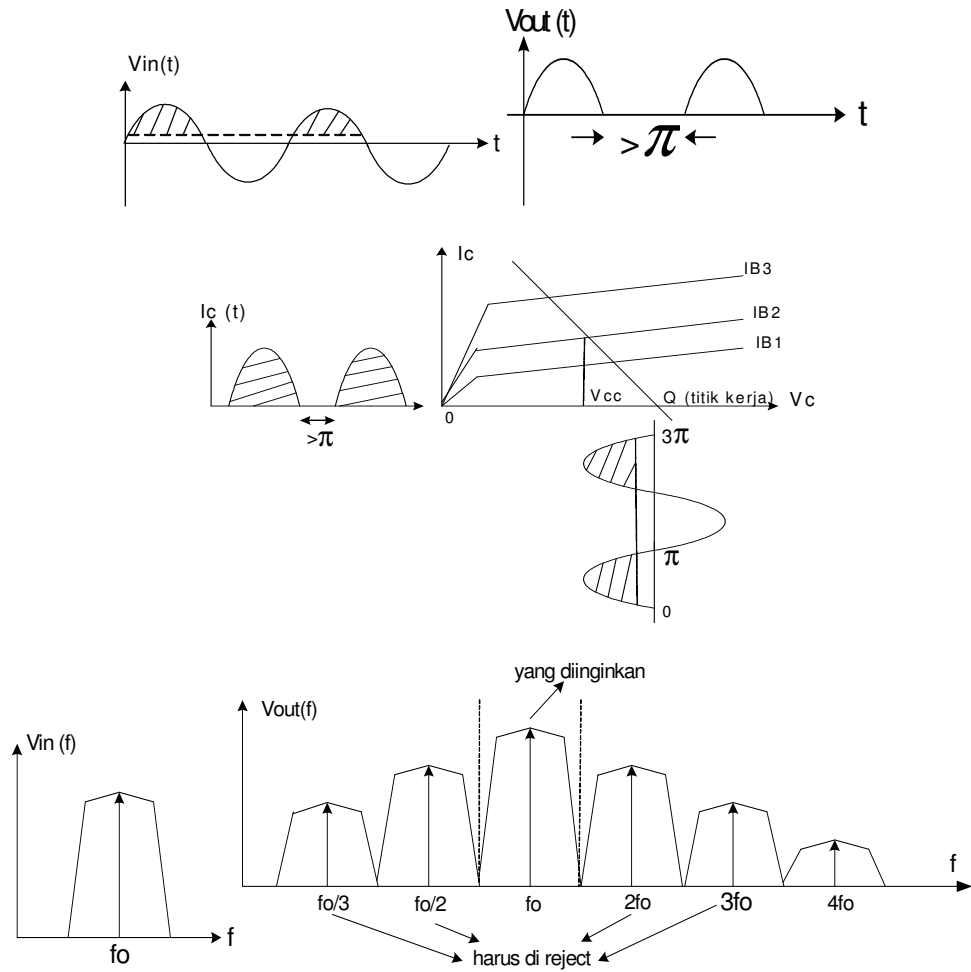 Vout (t)
Vin(t)
t
t
>π
Ic
IB3
IB2
IB1
Ic (t)
Vcc
Q (titik kerja)
Vc
0
>π
3π
π
0
yang diinginkan
Vout(f)
Vin (f)
f
fo/3
fo/2
fo
2fo
3fo
4fo
fo
f
harus di reject